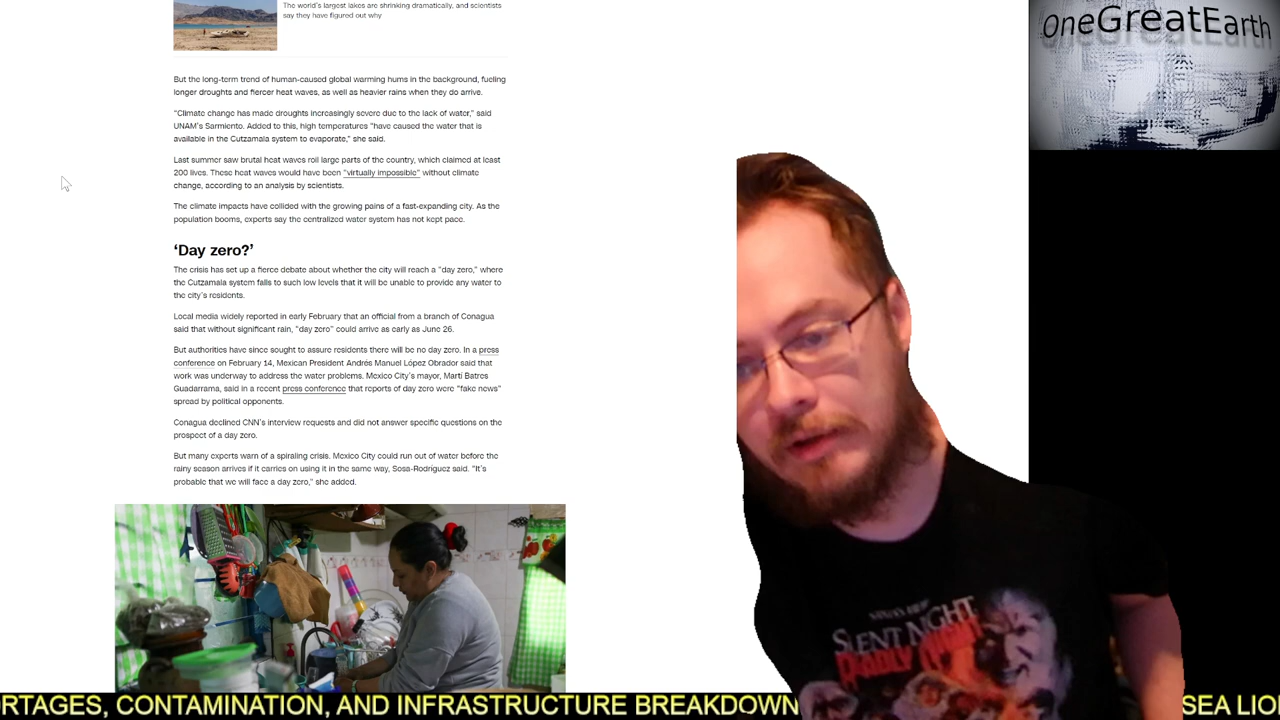 The world's largest lakes are shrinking dramatically, and scientists
say they have figured out why
OneGreatEarth
But the long-term trend of human-caused global warming hums in the background, fueling
longer droughts and fiercer heat waves, as well as heavier rains when they do arrive.
"Climate change has made droughts increasingly severe due to the lack of water," said
UNAM's Sarmiento. Added to this, high temperatures "have caused the water that is
available in the Cutzamala system to evaporate," she said.
Last summer saw brutal heat waves roil large parts of the country, which claimed at least
200 lives. These heat waves would have been "virtually impossible" without climate
change, according to an analysis by scientists.
The climate impacts have collided with the growing pains of a fast-expanding city. As the
population booms, experts say the centralized water system has not kept pace.
‘Day zero?’
The crisis has set up a fierce debate about whether the city will reach a "day zero," where
the Cutzamala system falls to such low levels that it will be unable to provide any water to
the city's residents.
Local media widely reported in early February that an official from a branch of Conagua
said that without significant rain, "day zero" could arrive as early as June 26.
But authorities have since sought to assure residents there will be no day zero. In a press
conference on February 14, Mexican President Andrés Manuel López Obrador said that
work was underway to address the water problems. Mexico City's mayor, Martí Batres
Guadarrama, said in a recent press conference that reports of day zero were "fake news"
spread by political opponents.
Conagua declined CNN's interview requests and did not answer specific questions on the
prospect of a day zero.
But many experts warn of a spiraling crisis. Mexico City could run out of water before the
rainy season arrives if it carries on using it in the same way, Sosa-Rodríguez said. "It's
probable that we will face a day zero," she added.
SILENT NIGHT
RTAGES, CONTAMINATION, AND INFRASTRUCTURE BREAKDOWN SEA LIO